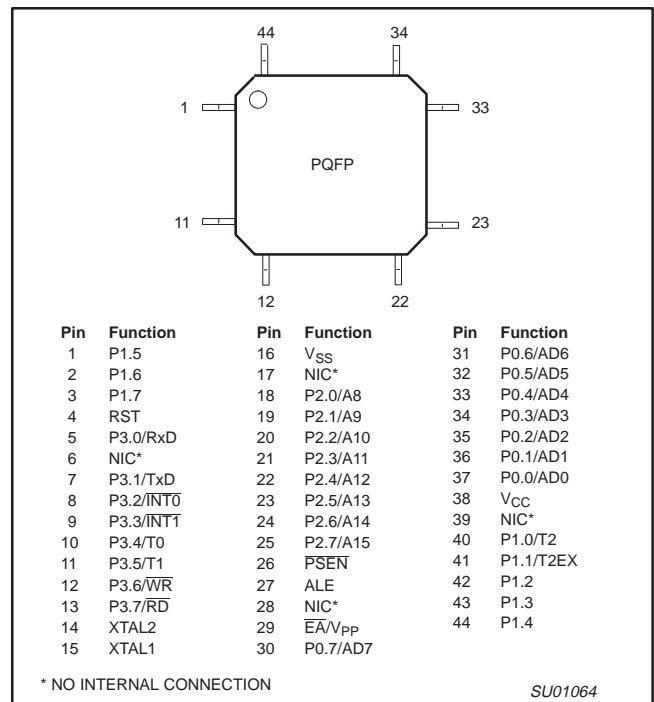 44 34
1 33
PQFP
11 23
12 22
Pin Function Pin Function Pin Function
1 P1.5 16 VSS 31 P0.6/AD6
2 P1.6 17 NIC* 32 P0.5/AD5
3 P1.7 18 P2.0/A8 33 P0.4/AD4
4 RST 19 P2.1/A9 34 P0.3/AD3
5 P3.0/RxD 20 P2.2/A10 35 P0.2/AD2
6 NIC* 21 P2.3/A11 36 P0.1/AD1
7 P3.1/TxD 22 P2.4/A12 37 P0.0/AD0
8 P3.2/INT0 23 P2.5/A13 38 VCC
9 P3.3/INT1 24 P2.6/A14 39 NIC*
10 P3.4/T0 25 P2.7/A15 40 P1.0/T2
11 P3.5/T1 26 PSEN 41 P1.1/T2EX
12 P3.6/WR 27 ALE 42 P1.2
13 P3.7/RD 28 NIC* 43 P1.3
14 XTAL2 29 EA/VPP 44 P1.4
15 XTAL1 30 P0.7/AD7
* NO INTERNAL CONNECTION
SU01064